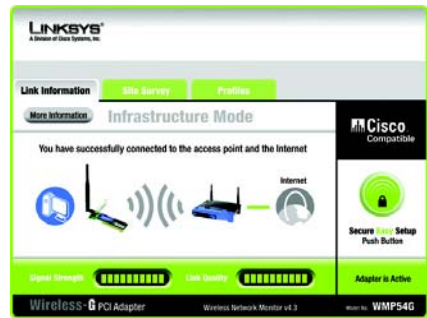 LINKSYS®
A Division of Cisco Systems, Inc.
Link Information
Site Survey
Profiles
More Information
Infrastructure Mode
Cisco
Compatible
You have successfully connected to the access point and the Internet
Internet
Secure Easy Setup
Push Button
Signal Strength
Link Quality
Adapter is Active
Wireless-G PCI Adapter
Wireless Network Monitor v4.3
Model No. WMP54G